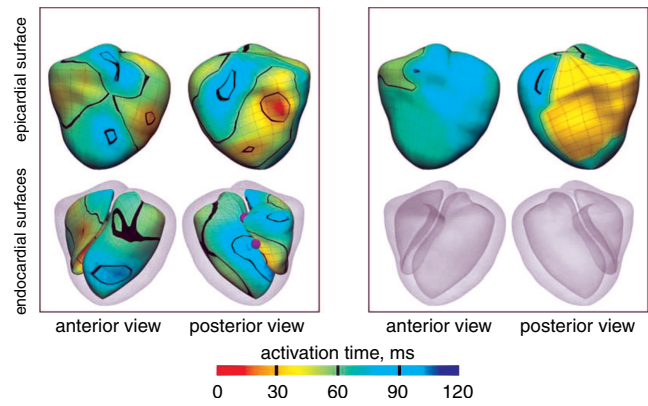 epicardial surface
endocardial surfaces
anterior view
posterior view
anterior view
posterior view
activation time, ms
0 30 60 90 120